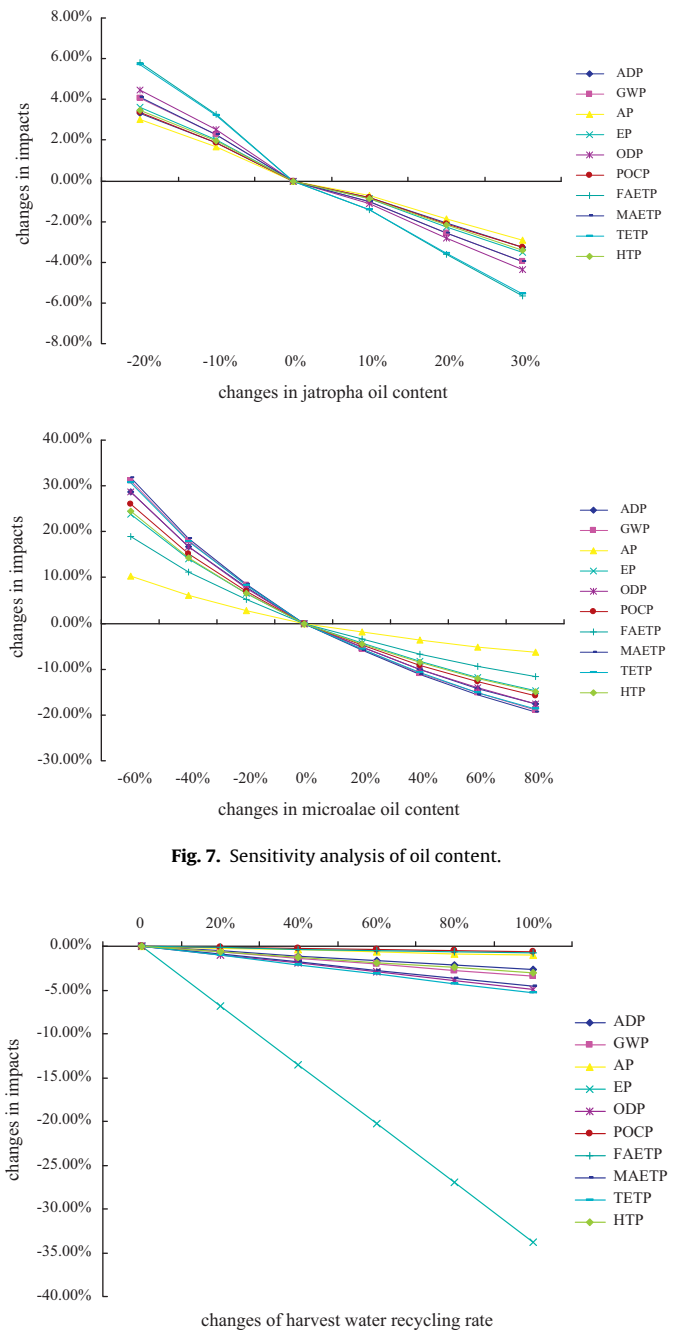 8.00%
6.00%
4.00%
2.00%
0.00%
-2.00%
-4.00%
-6.00%
-8.00%
changes in impacts
-20% -10% 0% 10% 20% 30%
changes in jatropha oil content
ADP
GWP
AP
EP
ODP
POCP
FAETP
MAETP
TETP
HTP
40.00%
30.00%
20.00%
10.00%
0.00%
-10.00%
-20.00%
-30.00%
changes in impacts
-60% -40% -20% 0% 20% 40% 60% 80%
changes in microalae oil content
ADP
GWP
AP
EP
ODP
POCP
FAETP
MAETP
TETP
HTP
Fig. 7. Sensitivity analysis of oil content.
0 20% 40% 60% 80% 100%
0.00%
-5.00%
-10.00%
-15.00%
-20.00%
-25.00%
-30.00%
-35.00%
-40.00%
changes in impacts
changes of harvest water recycling rate
ADP
GWP
AP
EP
ODP
POCP
FAETP
MAETP
TETP
HTP